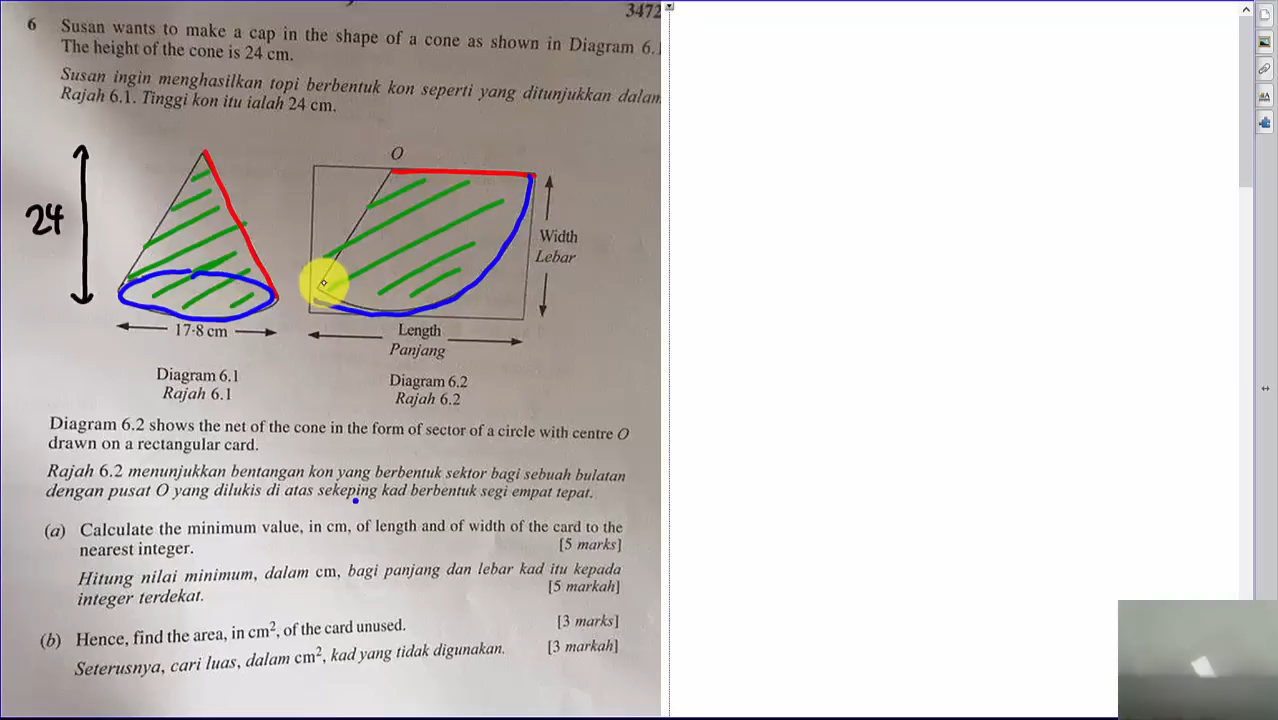 3472
6 Susan wants to make a cap in the shape of a cone as shown in Diagram 6.1
The height of the cone is 24 cm.
Susan ingin menghasilkan topi berbentuk kon seperti yang ditunjukkan dalam
Rajah 6.1. Tinggi kon itu ialah 24 cm.
O
24
Width
Lebar
17·8 cm
Length
Panjang
Diagram 6.1
Rajah 6.1
Diagram 6.2
Rajah 6.2
Diagram 6.2 shows the net of the cone in the form of sector of a circle with centre O
drawn on a rectangular card.
Rajah 6.2 menunjukkan bentangan kon yang berbentuk sektor bagi sebuah bulatan
dengan pusat O yang dilukis di atas sekeping kad berbentuk segi empat tepat.
(a) Calculate the minimum value, in cm, of length and of width of the card to the
nearest integer. [5 marks]
Hitung nilai minimum, dalam cm, bagi panjang dan lebar kad itu kepada
integer terdekat. [5 markah]
(b) Hence, find the area, in cm², of the card unused. [3 marks]
Seterusnya, cari luas, dalam cm², kad yang tidak digunakan. [3 markah]